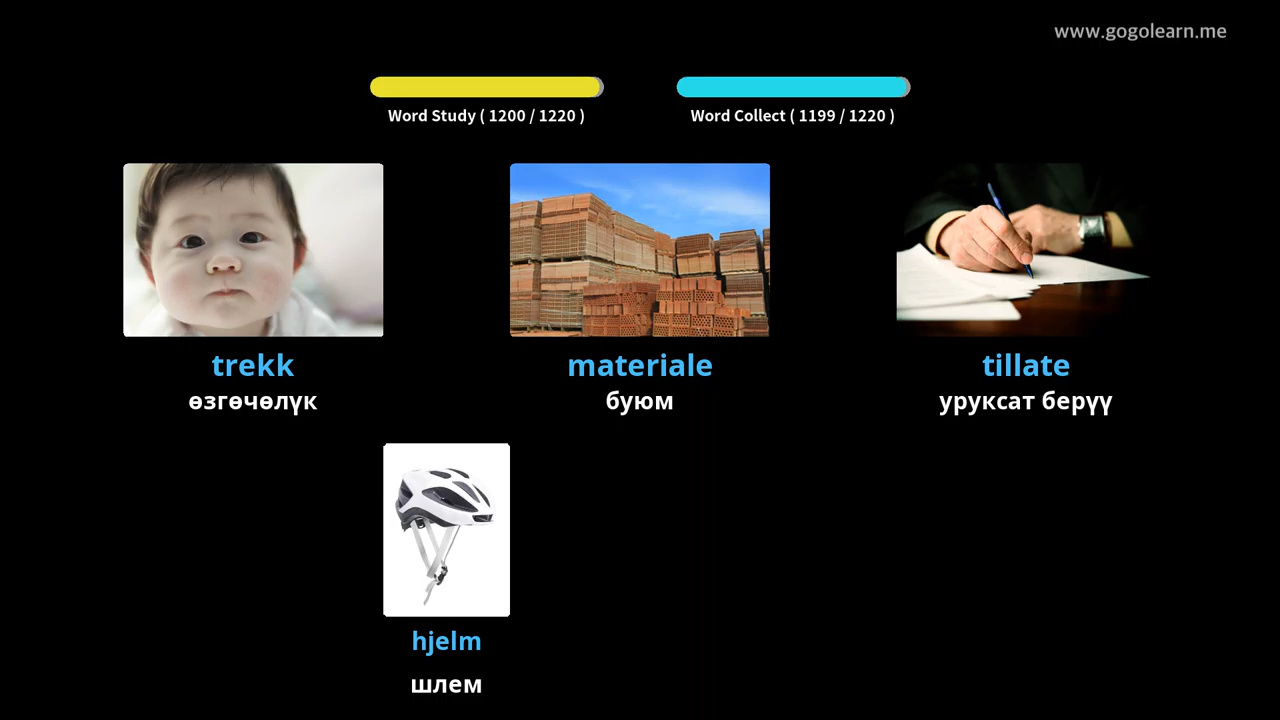 www.gogolearn.me
Word Study ( 1200 / 1220 )
Word Collect ( 1199 / 1220 )
trekk
өзгөчөлүк
materiale
буюм
tillate
уруксат берүү
hjelm
шлем